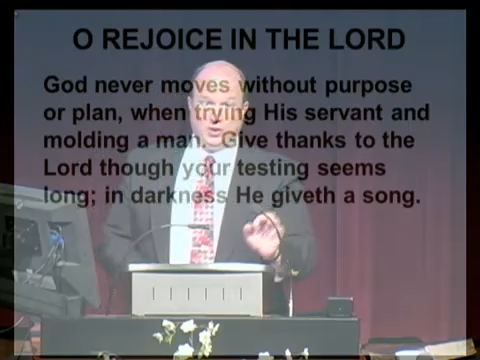 O REJOICE IN THE LORD
God never moves without purpose
or plan, when trying His servant and
molding a man. Give thanks to the
Lord though your testing seems
long; in darkness He giveth a song.